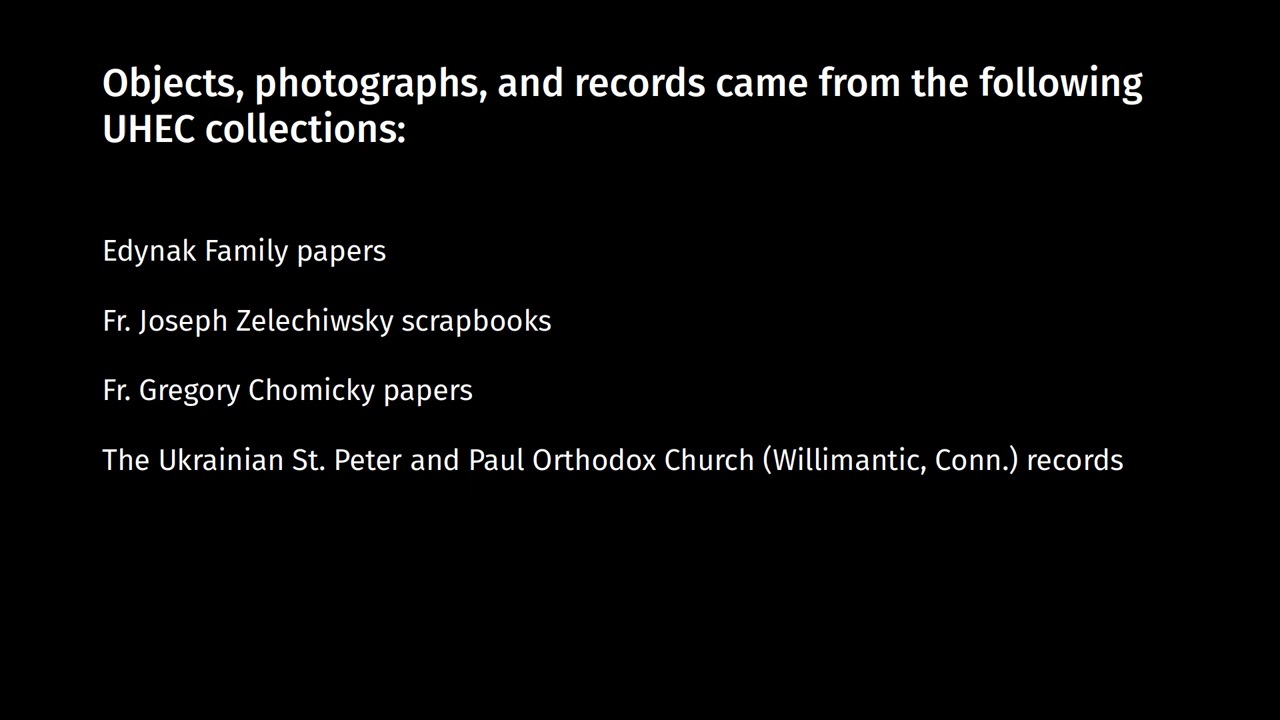 Objects, photographs, and records came from the following
UHEC collections:
Edynak Family papers
Fr. Joseph Zelechiwsky scrapbooks
Fr. Gregory Chomicky papers
The Ukrainian St. Peter and Paul Orthodox Church (Willimantic, Conn.) records